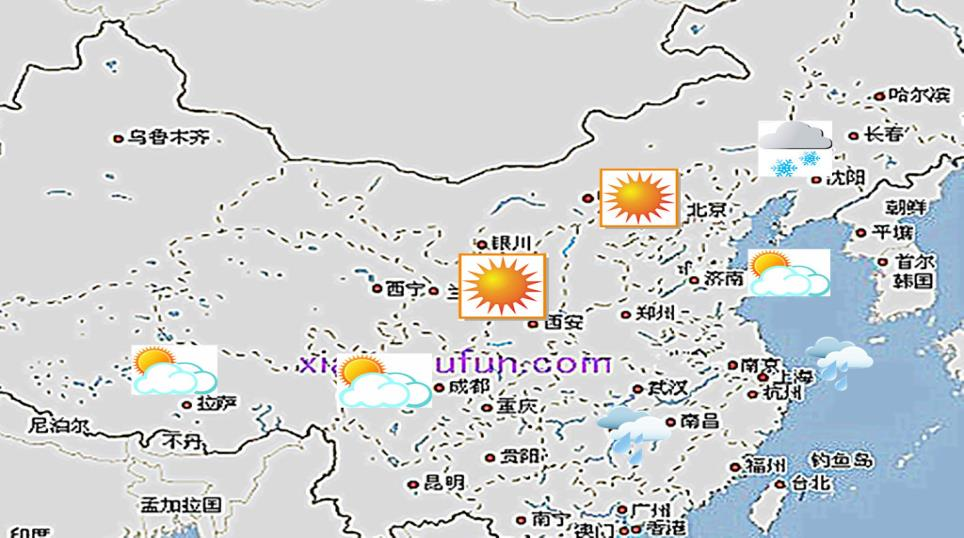 哈尔滨
乌鲁木齐
长春
沈阳
北京
朝鲜
平壤
银川
首尔
韩国
济南
西宁
郑州
西安
ufun.com
南京
上海
成都
武汉
杭州
拉萨
重庆
南昌
尼泊尔
不丹
贵阳
福州
钓鱼岛
昆明
台北
孟加拉国
广州
南宁
澳门
香港
印度